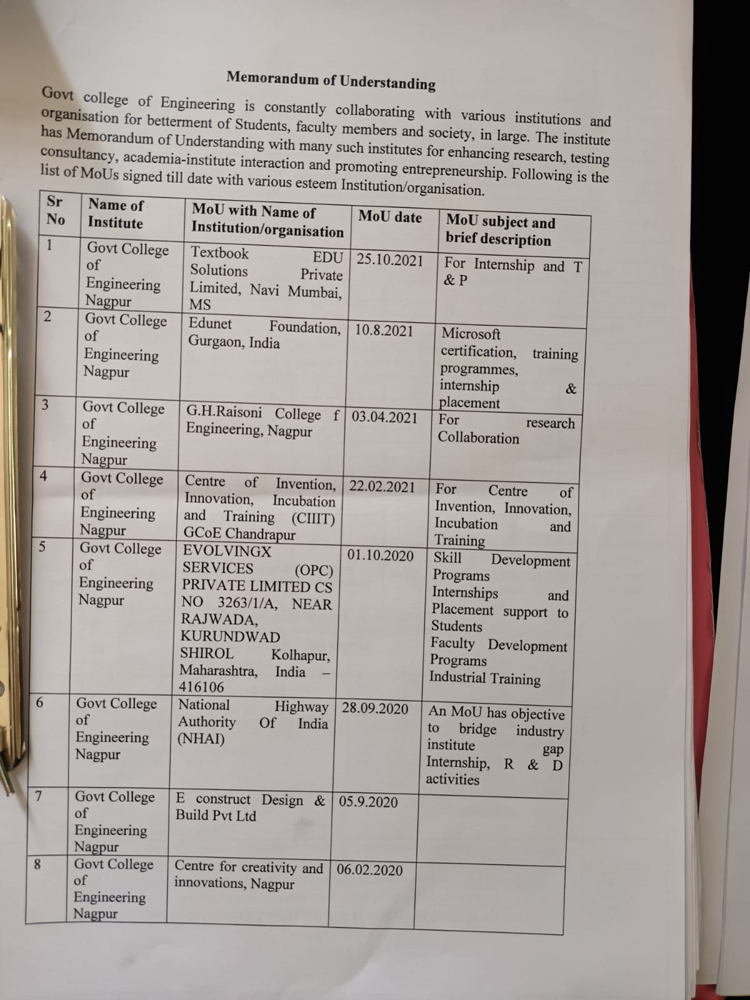 Memorandum of Understanding
Govt college of Engineering is constantly collaborating with various institutions and
organisation for betterment of Students, faculty members and society, in large. The institute
has Memorandum of Understanding with many such institutes for enhancing research, testing
consultancy, academia-institute interaction and promoting entrepreneurship. Following is the
list of MoUs signed till date with various esteem Institution/organisation.
Sr
No
Name of
Institute
MoU with Name of
Institution/organisation
MoU date
MoU subject and
brief description
1
Govt College
of
Engineering
Nagpur
Textbook EDU
Solutions Private
Limited, Navi Mumbai,
MS
25.10.2021
For Internship and T
& P
2
Govt College
of
Engineering
Nagpur
Edunet Foundation,
Gurgaon, India
10.8.2021
Microsoft
certification, training
programmes,
internship &
placement
3
Govt College
of
Engineering
Nagpur
G.H.Raisoni College f
Engineering, Nagpur
03.04.2021
For research
Collaboration
4
Govt College
of
Engineering
Nagpur
Centre of Invention,
Innovation, Incubation
and Training (CIIIT)
GCoE Chandrapur
22.02.2021
For Centre of
Invention, Innovation,
Incubation and
Training
5
Govt College
of
Engineering
Nagpur
EVOLVINGX
SERVICES (OPC)
PRIVATE LIMITED CS
NO 3263/1/A, NEAR
RAJWADA,
KURUNDWAD
SHIROL Kolhapur,
Maharashtra, India –
416106
01.10.2020
Skill Development
Programs
Internships and
Placement support to
Students
Faculty Development
Programs
Industrial Training
6
Govt College
of
Engineering
Nagpur
National Highway
Authority Of India
(NHAI)
28.09.2020
An MoU has objective
to bridge industry
institute gap
Internship, R & D
activities
7
Govt College
of
Engineering
Nagpur
E construct Design &
Build Pvt Ltd
05.9.2020
8
Govt College
of
Engineering
Nagpur
Centre for creativity and
innovations, Nagpur
06.02.2020